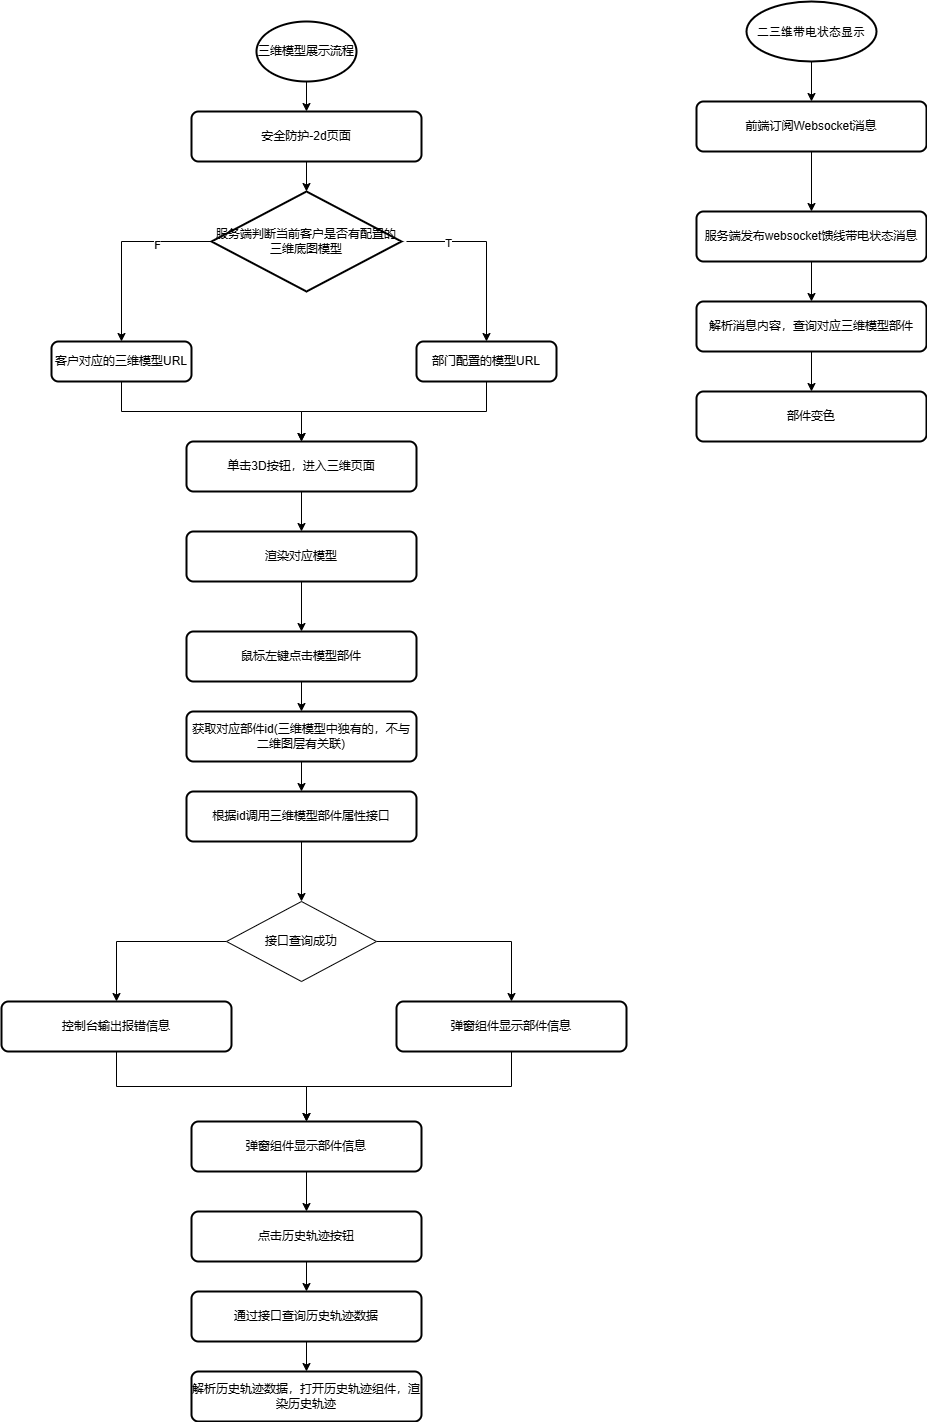 三维模型展示流程
安全防护-2d页面
服务端判断当前客户是否有配置的
三维底图模型
F
T
客户对应的三维模型URL
部门配置的模型URL
单击3D按钮，进入三维页面
渲染对应模型
鼠标左键点击模型部件
获取对应部件id(三维模型中独有的，不与
二维图层有关联)
根据id调用三维模型部件属性接口
接口查询成功
控制台输出报错信息
弹窗组件显示部件信息
弹窗组件显示部件信息
点击历史轨迹按钮
通过接口查询历史轨迹数据
解析历史轨迹数据，打开历史轨迹组件，渲
染历史轨迹
二三维带电状态显示
前端订阅Websocket消息
服务端发布websocket馈线带电状态消息
解析消息内容，查询对应三维模型部件
部件变色